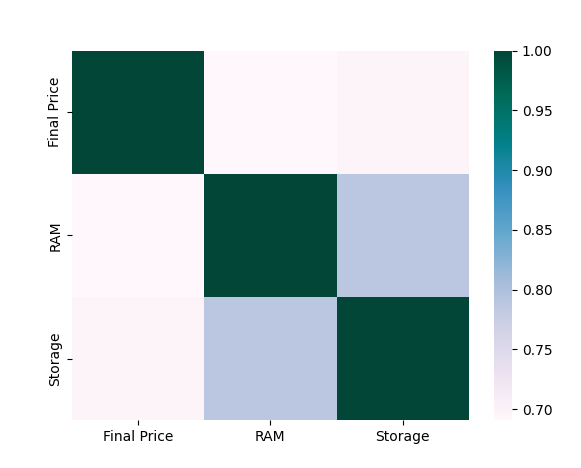 Final Price
RAM
Storage
Final Price
RAM
Storage
1.00
0.95
0.90
0.85
0.80
0.75
0.70